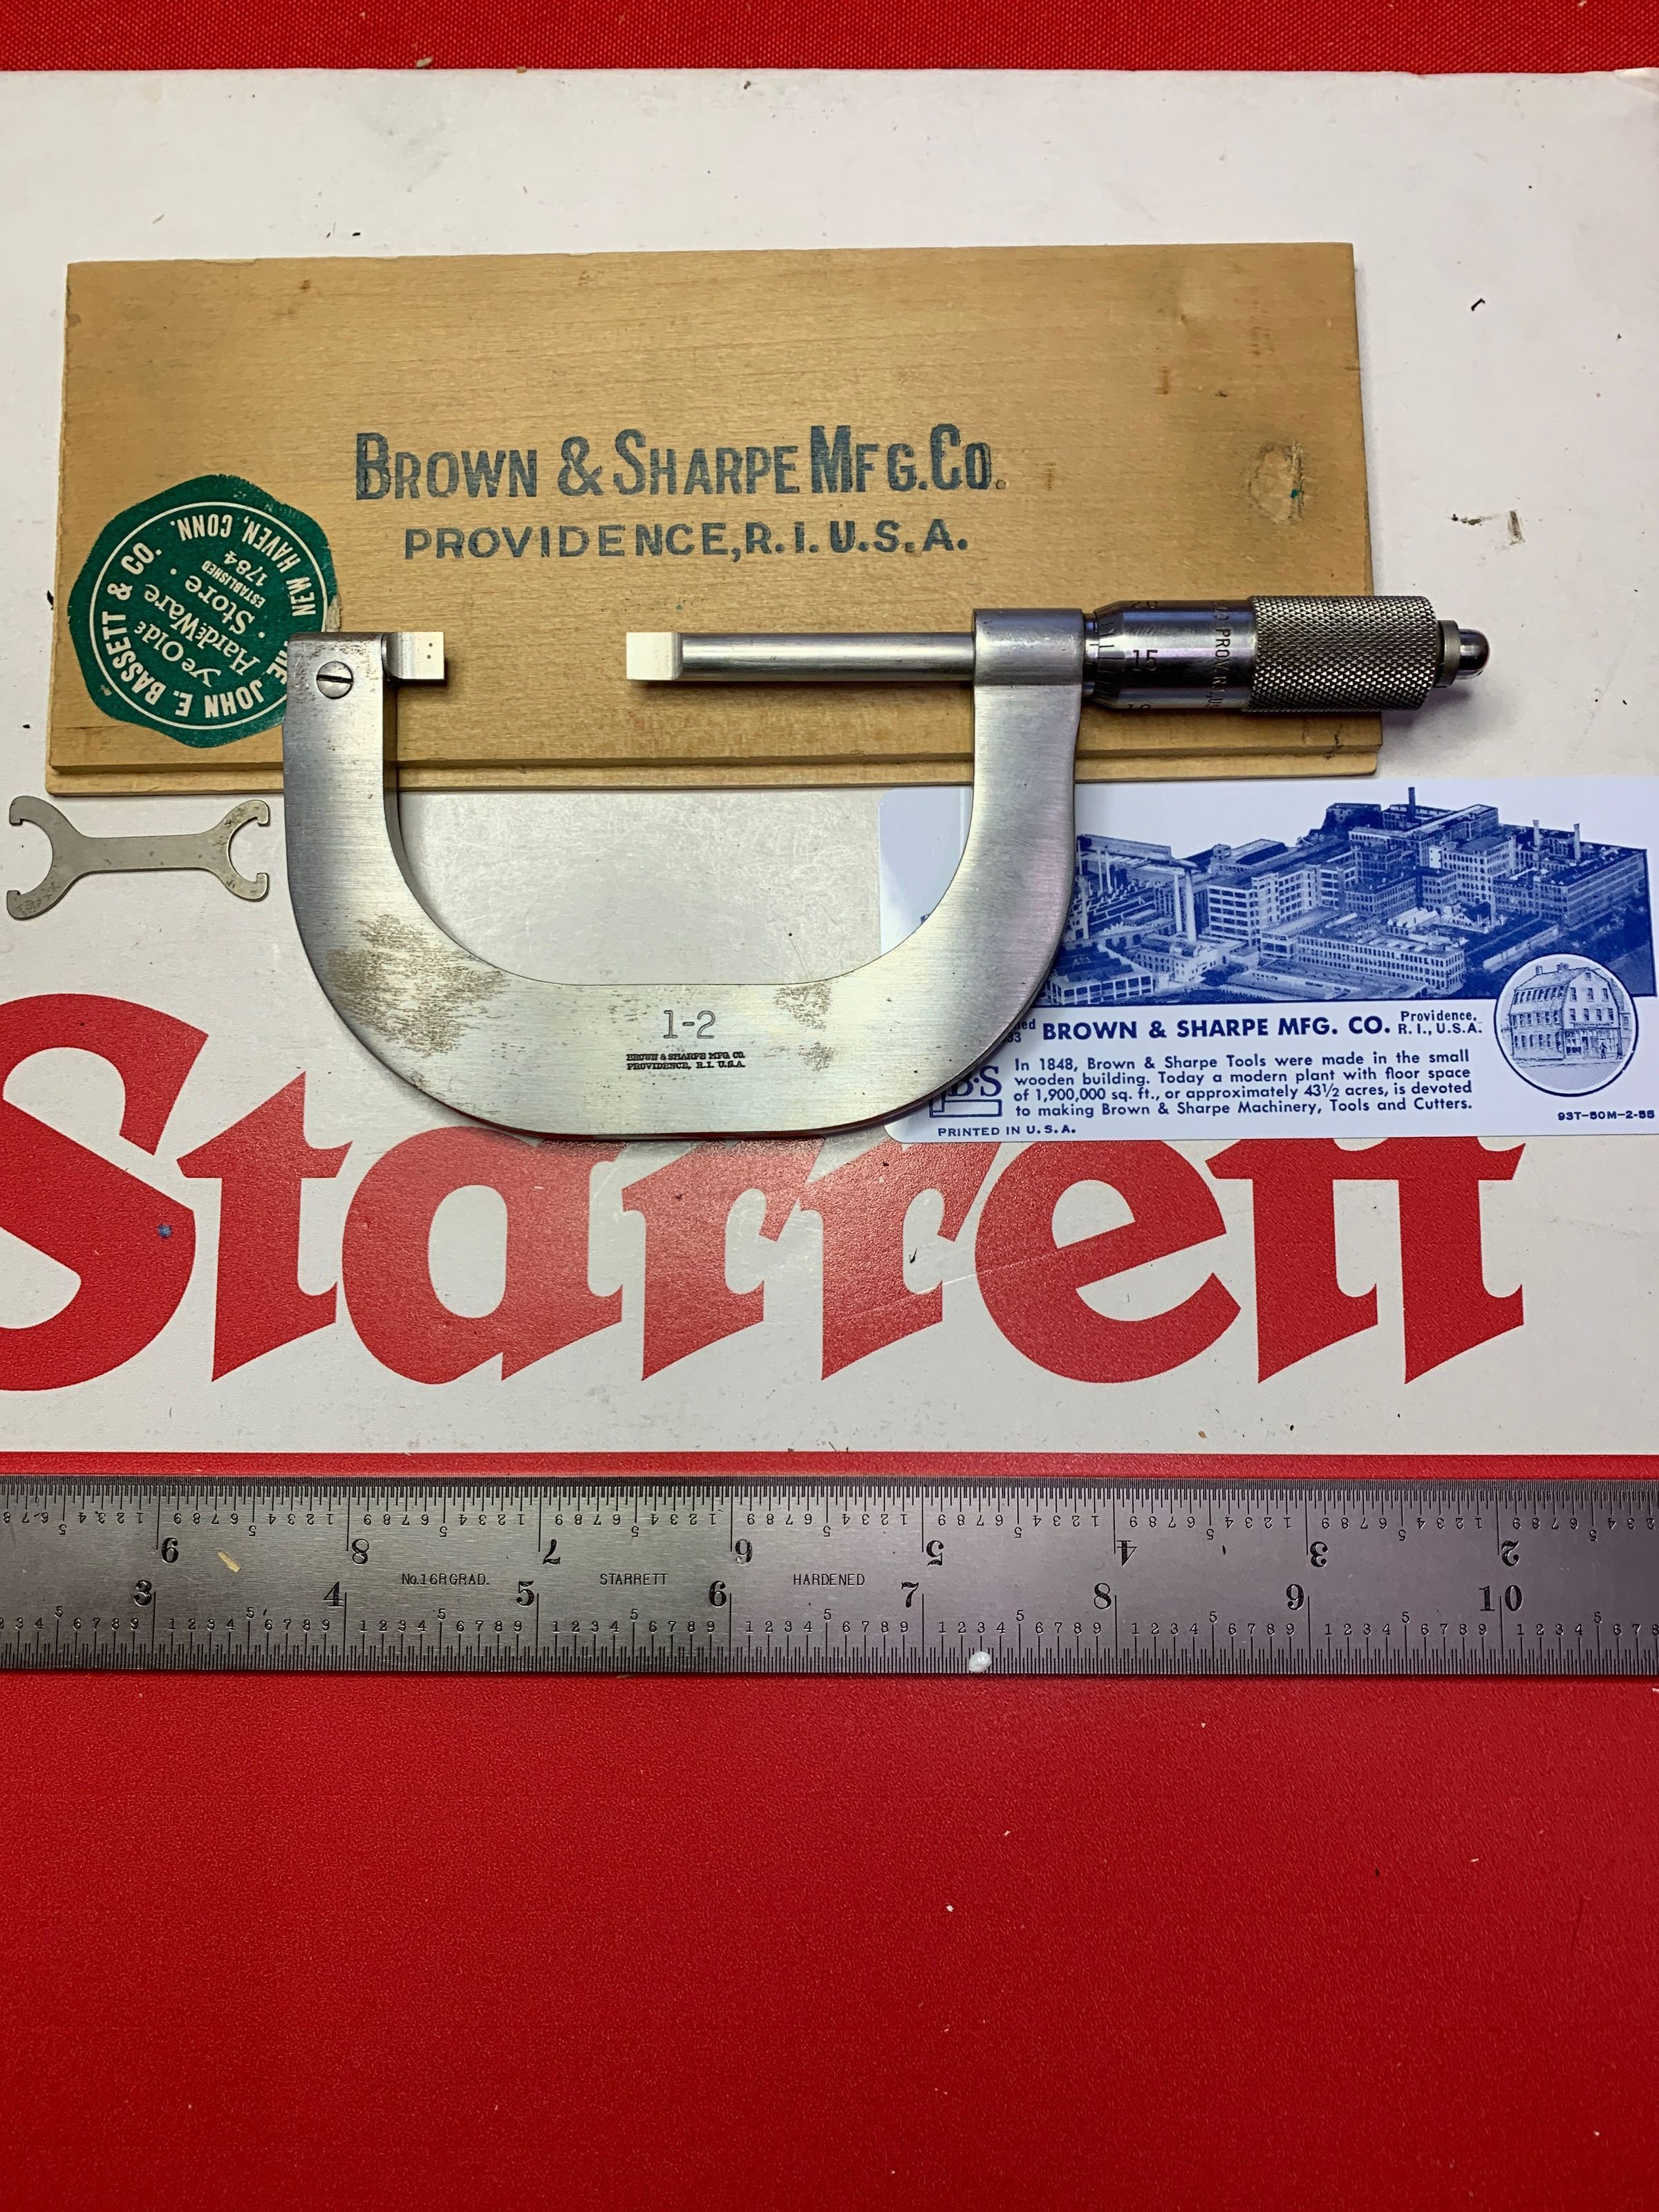 BROWN & SHARPE MFG. CO.
PROVIDENCE, R. I. U. S. A.
JOHN E. BASSETT & CO.
NEW HAVEN, CONN.
Ye Olde
HardeWare
Store
ESTABLISHED
1784
15
PROV. R.I.
1-2
BROWN & SHARPE MFG. CO.
PROVIDENCE, R.I. U.S.A.
BROWN & SHARPE MFG. CO. Providence, R. I., U.S.A.
In 1848, Brown & Sharpe Tools were made in the small
wooden building. Today a modern plant with floor space
of 1,900,000 sq. ft., or approximately 43½ acres, is devoted
to making Brown & Sharpe Machinery, Tools and Cutters.
B·S
PRINTED IN U. S. A.
93T-50M-2-55
Starrett
9 8 7 6 5 4 3 2
No.16R GRAD. STARRETT HARDENED
3 4 5 6 7 8 9 10